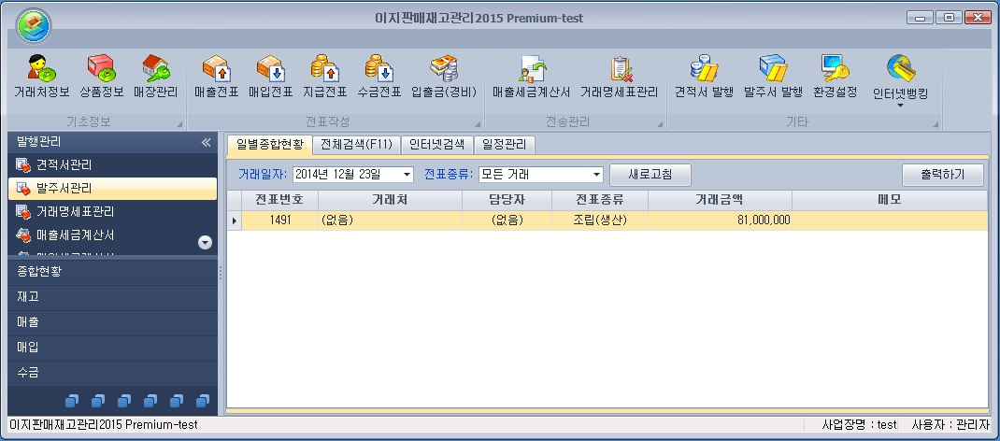 이지판매재고관리2015 Premium-test
거래처정보 상품정보 매장관리 매출전표 매입전표 지급전표 수금전표 입출금(경비) 매출세금계산서 거래명세표관리 견적서 발행 발주서 발행 환경설정 인터넷뱅킹
기초정보 전표작성 전송관리 기타
발행관리
견적서관리
발주서관리
거래명세표관리
매출세금계산서
종합현황
재고
매출
매입
수금
일별종합현황 전체검색(F11) 인터넷검색 일정관리
거래일자: 2014년 12월 23일 전표종류: 모든 거래 새로고침 출력하기
전표번호 거래처 담당자 전표종류 거래금액 메모
1491 (없음) (없음) 조립(생산) 81,000,000
이지판매재고관리2015 Premium-test 사업장명 : test 사용자 : 관리자